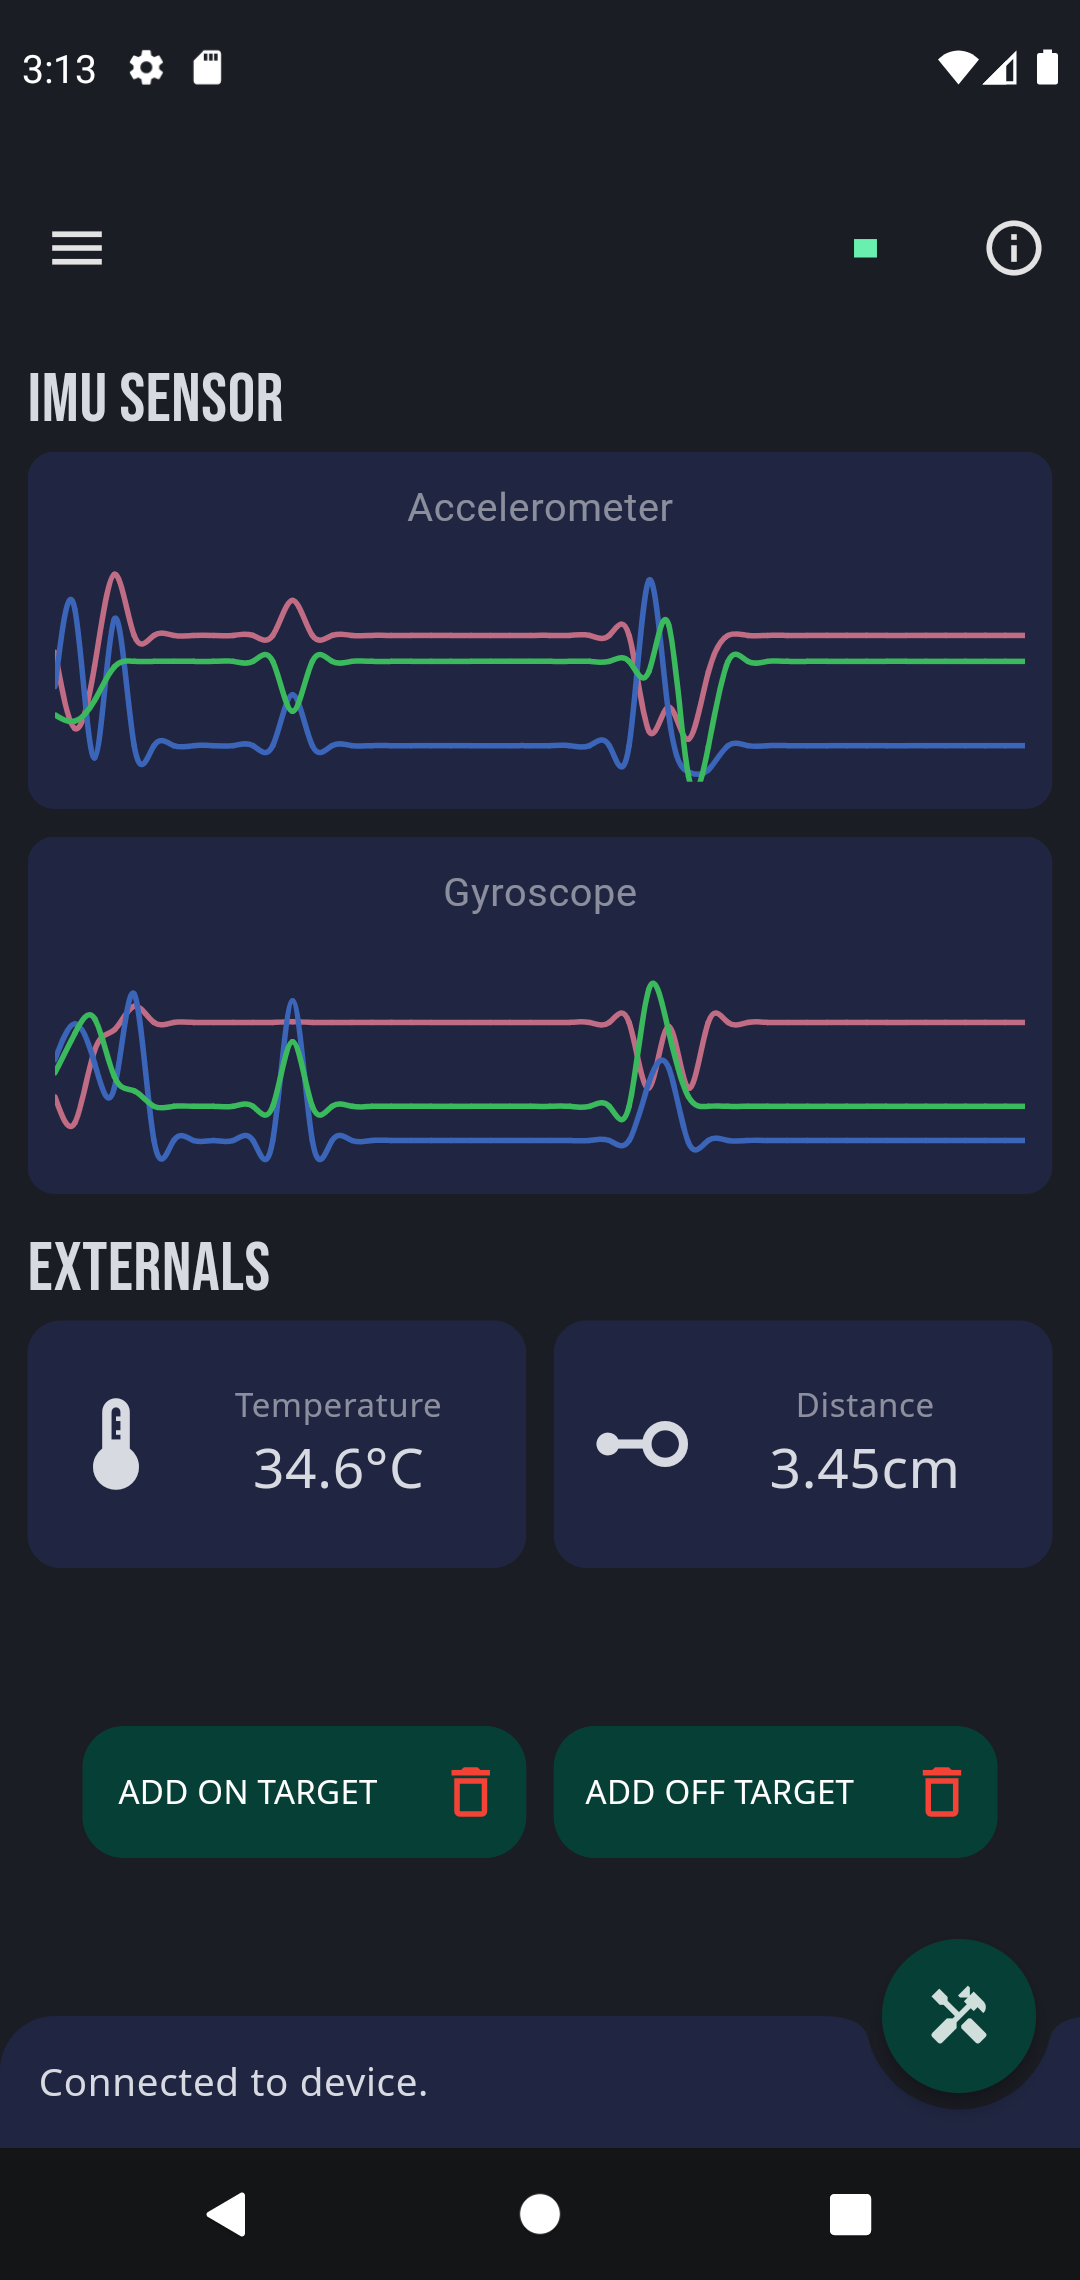 3:13
IMU SENSOR
Accelerometer
Gyroscope
EXTERNALS
Temperature
34.6°C
Distance
3.45cm
ADD ON TARGET
ADD OFF TARGET
Connected to device.